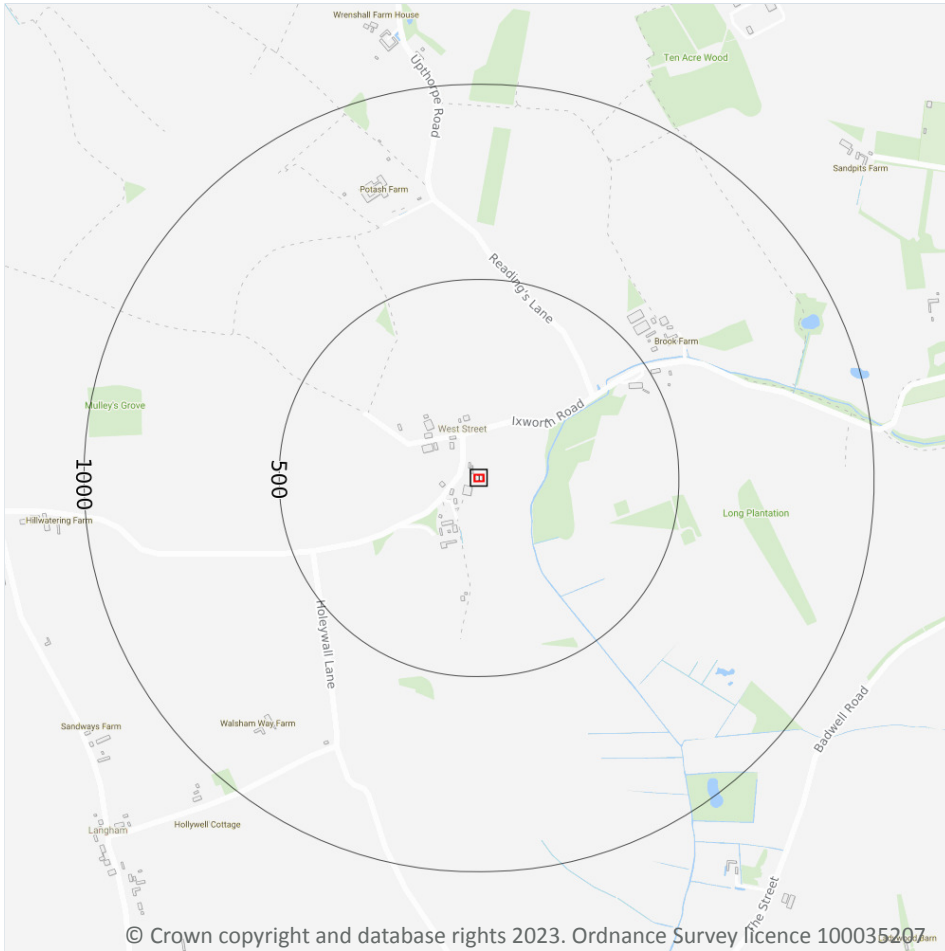 Wrenshall Farm House
Upthorpe Road
Ten Acre Wood
Sandpits Farm
Potash Farm
Reading's Lane
Brook Farm
Mulley's Grove
West Street
Ixworth Road
1000
500
Hillwatering Farm
Long Plantation
Holeywall Lane
Sandways Farm
Walsham Way Farm
Badwell Road
Langham
Hollywell Cottage
The Street
© Crown copyright and database rights 2023. Ordnance Survey licence 100035207.